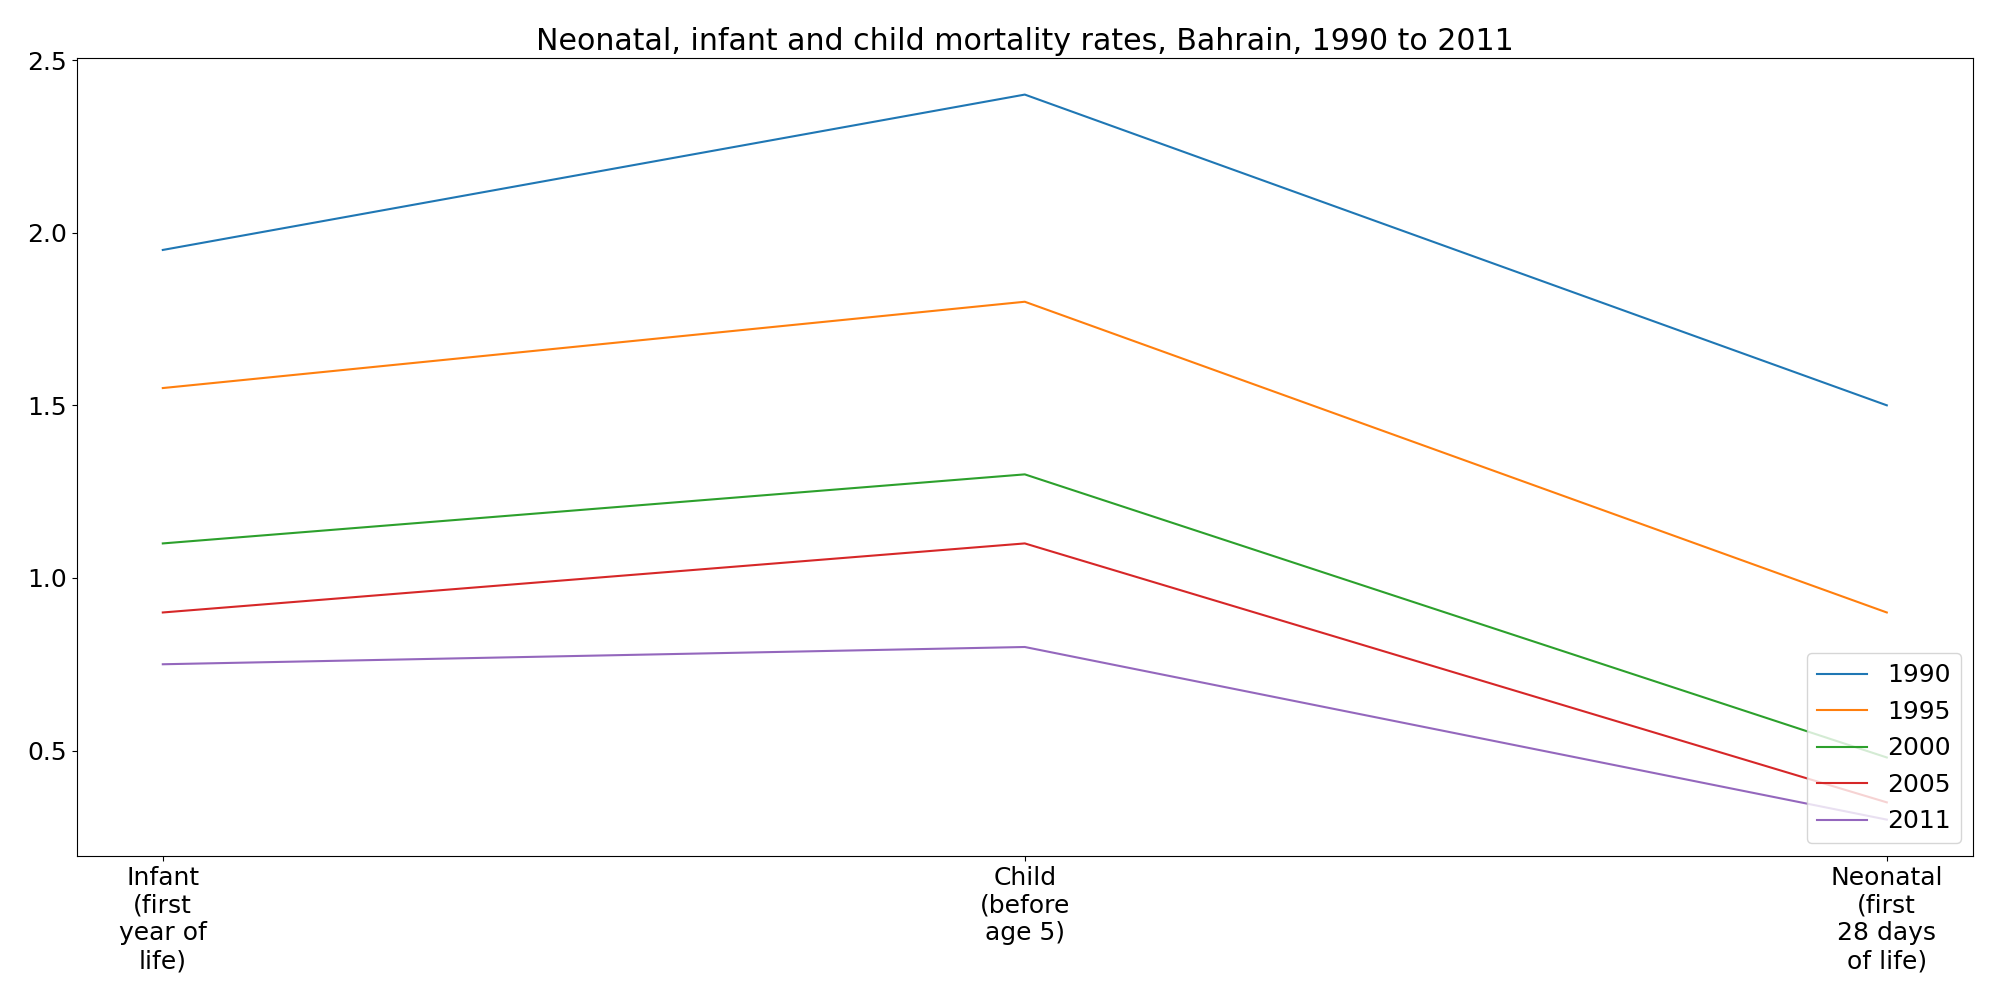 Neonatal, infant and child mortality rates, Bahrain, 1990 to 2011
2.5
2.0
1.5
1.0
0.5
1990
1995
2000
2005
2011
Infant
(first
year of
life)
Child
(before
age 5)
Neonatal
(first
28 days
of life)